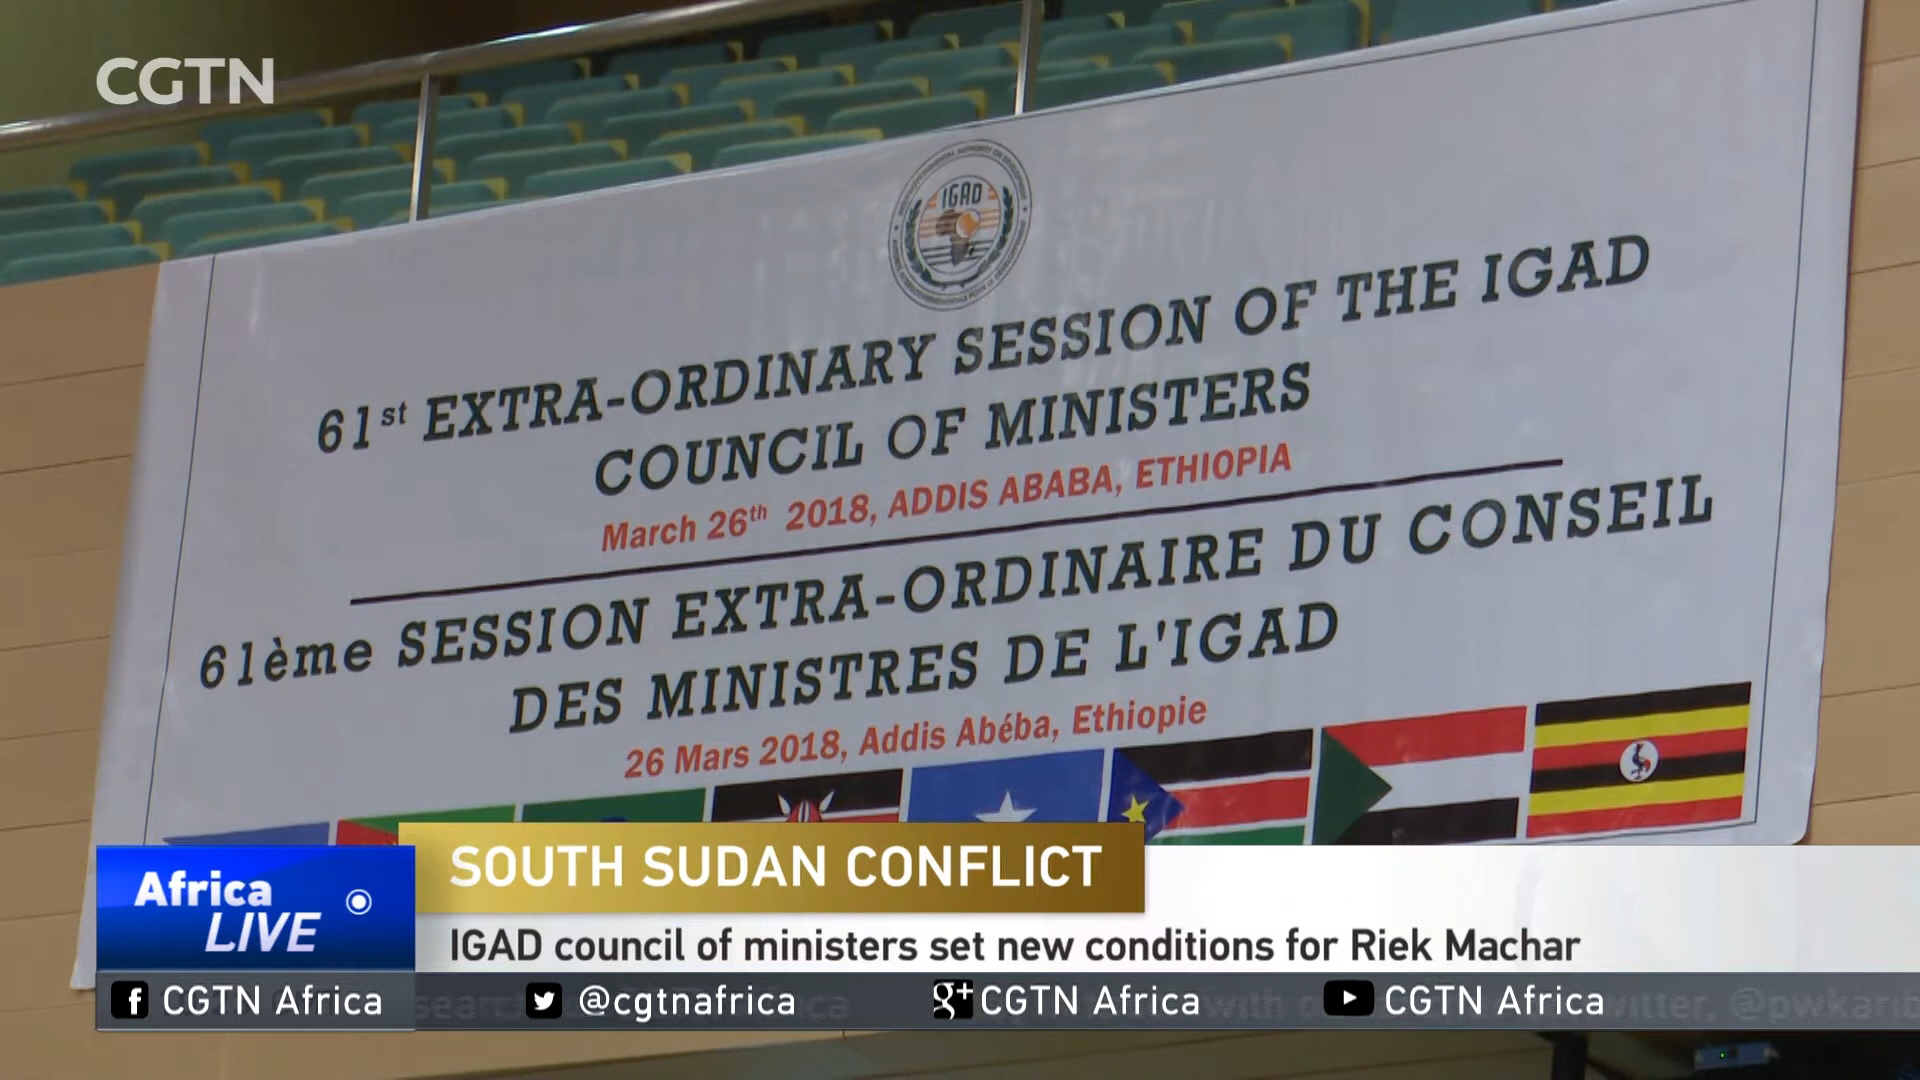 CGTN
IGAD
61st EXTRA-ORDINARY SESSION OF THE IGAD
COUNCIL OF MINISTERS
March 26th 2018, ADDIS ABABA, ETHIOPIA
61ème SESSION EXTRA-ORDINAIRE DU CONSEIL
DES MINISTRES DE L'IGAD
26 Mars 2018, Addis Abéba, Ethiopie
Africa
LIVE
SOUTH SUDAN CONFLICT
IGAD council of ministers set new conditions for Riek Machar
CGTN Africa @cgtnafrica g+ CGTN Africa CGTN Africa